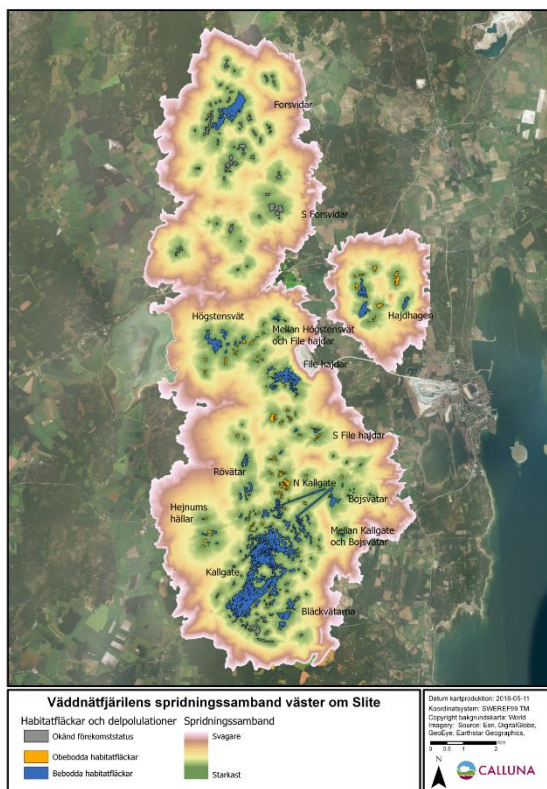 Forsvidar
S Forsvidar
Hajdhagen
Högstensvät
Mellan Högstensvät
och File hajdar
File hajdar
S File hajdar
Rövätar
N Kallgate
Bojsvätar
Hejnums
hällar
Mellan Kallgate
och Bojsvätar
Kallgate
Bläckvätarna
Väddnätfjärilens spridningssamband väster om Slite
Habitatfläckar och delpolulationer
Spridningssamband
Okänd förekomststatus
Obebodda habitatfläckar
Bebodda habitatfläckar
Svagare
Starkast
Datum kartproduktion: 2018-05-11
Koordinatsystem: SWEREF99 TM
Copyright bakgrundskarta: World
Imagery: Source: Esri, DigitalGlobe,
GeoEye, Earthstar Geographics,
0 0.5 1 2
Km
N
CALLUNA